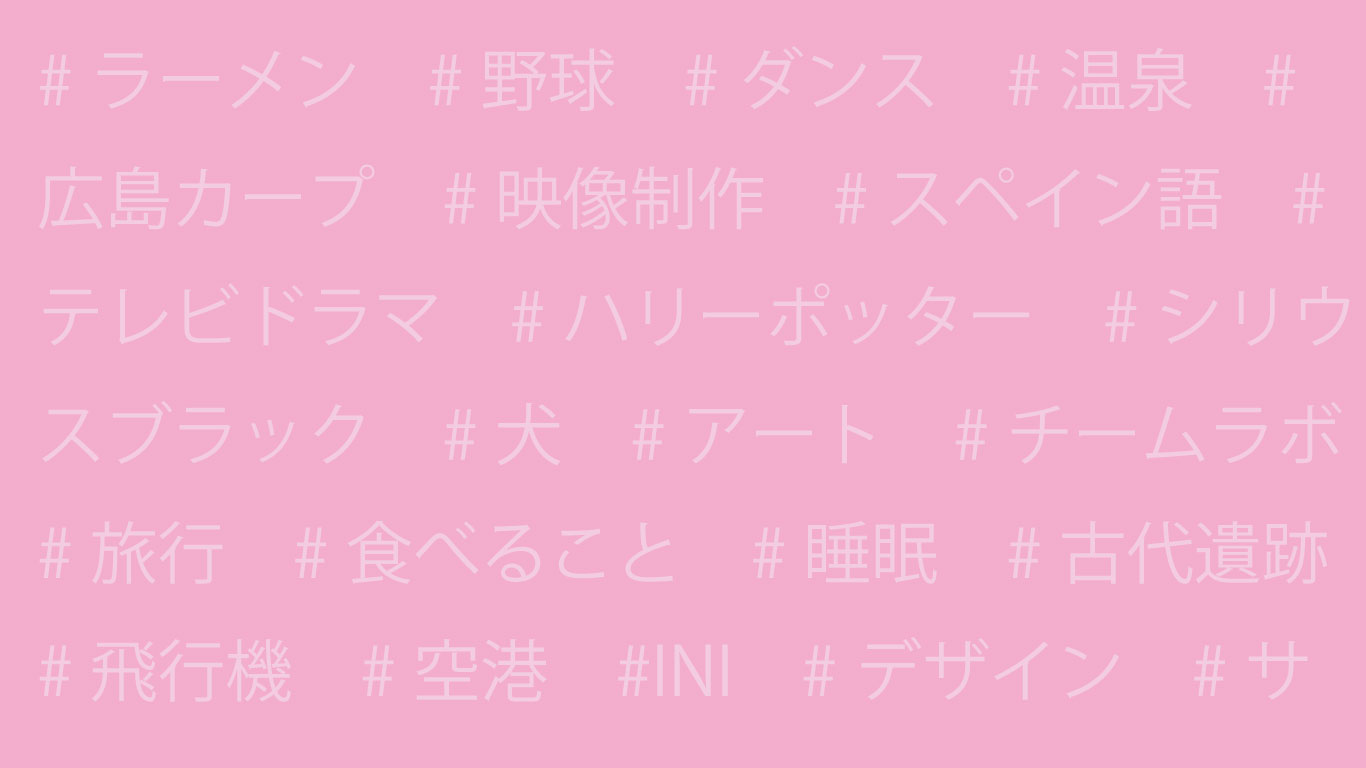 # ラーメン # 野球 # ダンス # 温泉 #
広島カープ # 映像制作 # スペイン語 #
テレビドラマ # ハリーポッター # シリウ
スブラック # 犬 # アート # チームラボ
# 旅行 # 食べること # 睡眠 # 古代遺跡
# 飛行機 # 空港 #INI # デザイン # サ